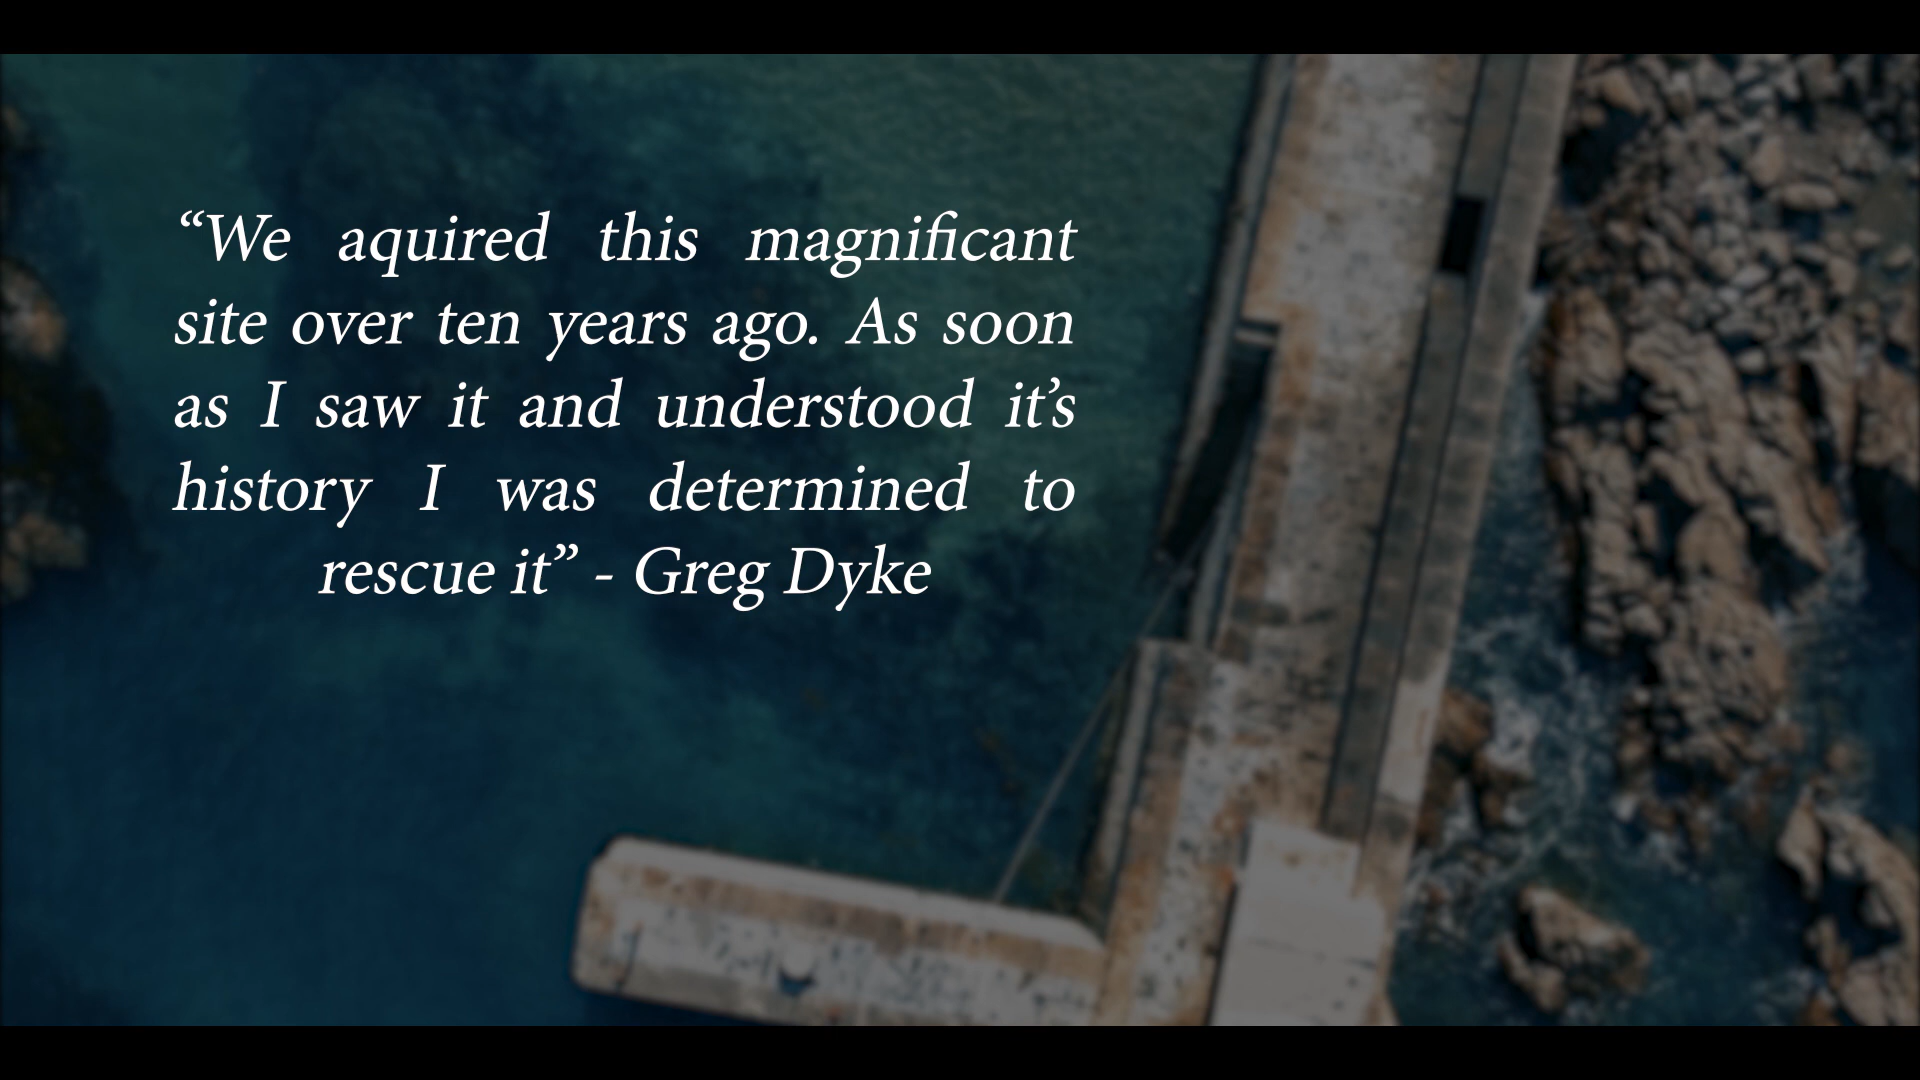 “We aquired this magnificant
site over ten years ago. As soon
as I saw it and understood it’s
history I was determined to
rescue it” - Greg Dyke